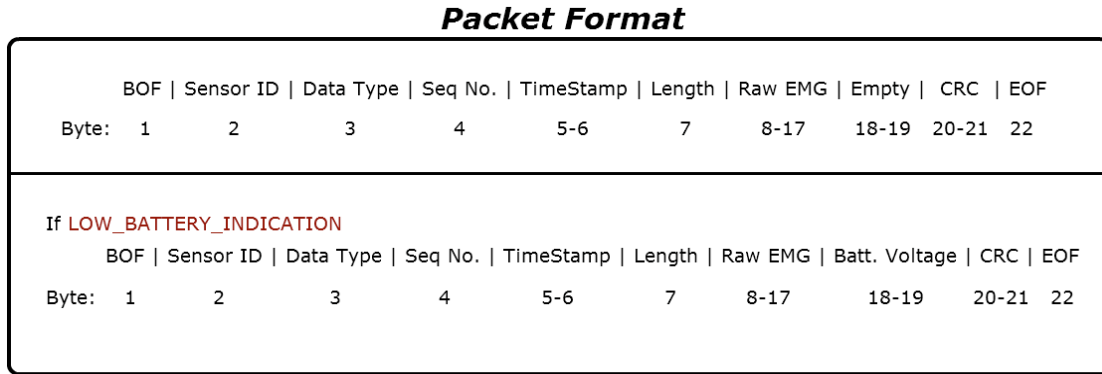 Packet Format
BOF | Sensor ID | Data Type | Seq No. | TimeStamp | Length | Raw EMG | Empty | CRC | EOF
Byte: 1 2 3 4 5-6 7 8-17 18-19 20-21 22
If LOW_BATTERY_INDICATION
BOF | Sensor ID | Data Type | Seq No. | TimeStamp | Length | Raw EMG | Batt. Voltage | CRC | EOF
Byte: 1 2 3 4 5-6 7 8-17 18-19 20-21 22